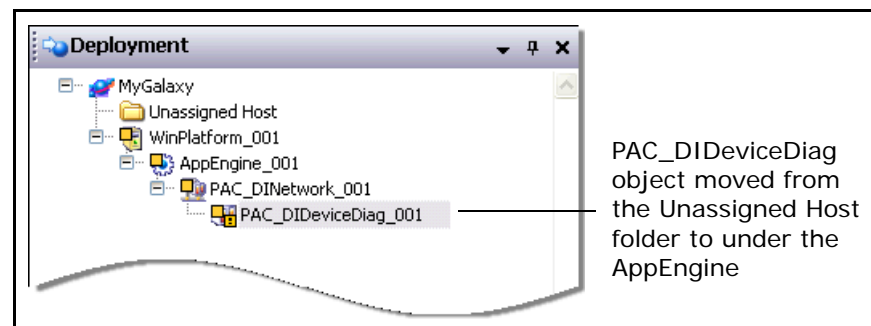 Deployment
MyGalaxy
Unassigned Host
WinPlatform_001
AppEngine_001
PAC_DINetwork_001
PAC_DIDeviceDiag_001
PAC_DIDeviceDiag
object moved from
the Unassigned Host
folder to under the
AppEngine